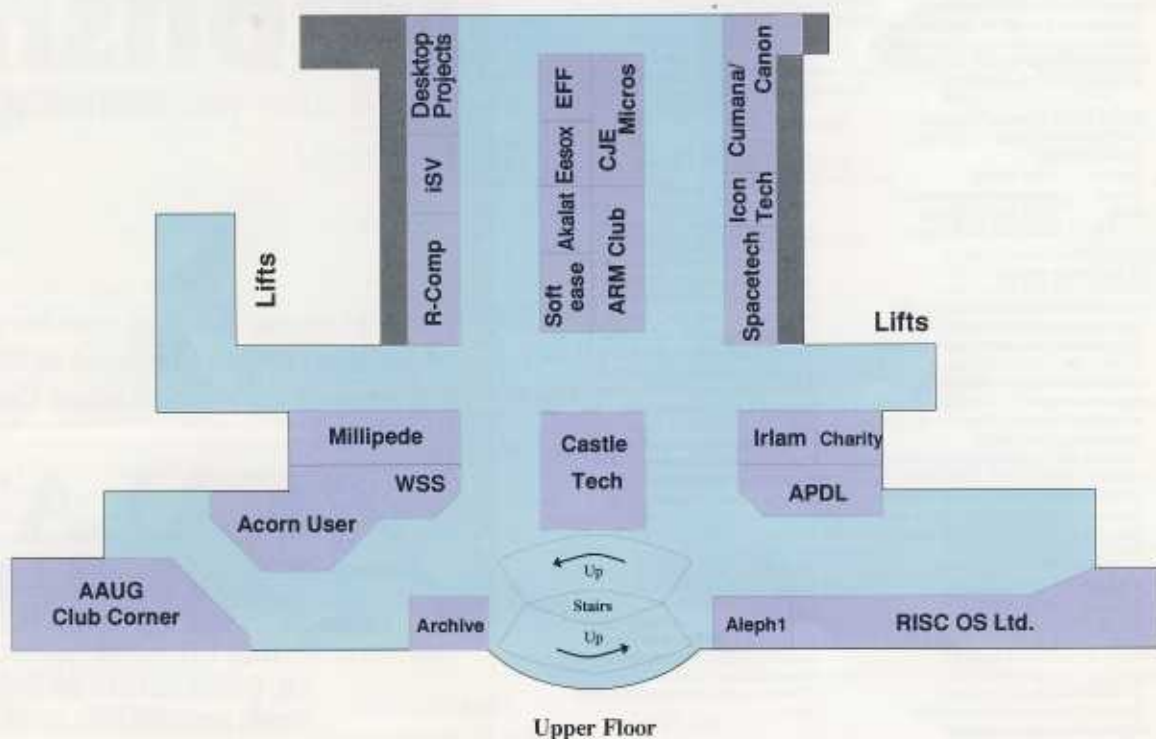 Desktop
Projects
iSV
R-Comp
EFF
Eesox
Akalat
Soft
ease
CJE
Micros
ARM Club
Cumana/
Canon
Icon
Tech
Spacetech
Lifts
Lifts
Millipede
WSS
Acorn User
AAUG
Club Corner
Castle
Tech
Irlam
Charity
APDL
Up
Stairs
Up
Archive
Aleph1
RISC OS Ltd.
Upper Floor